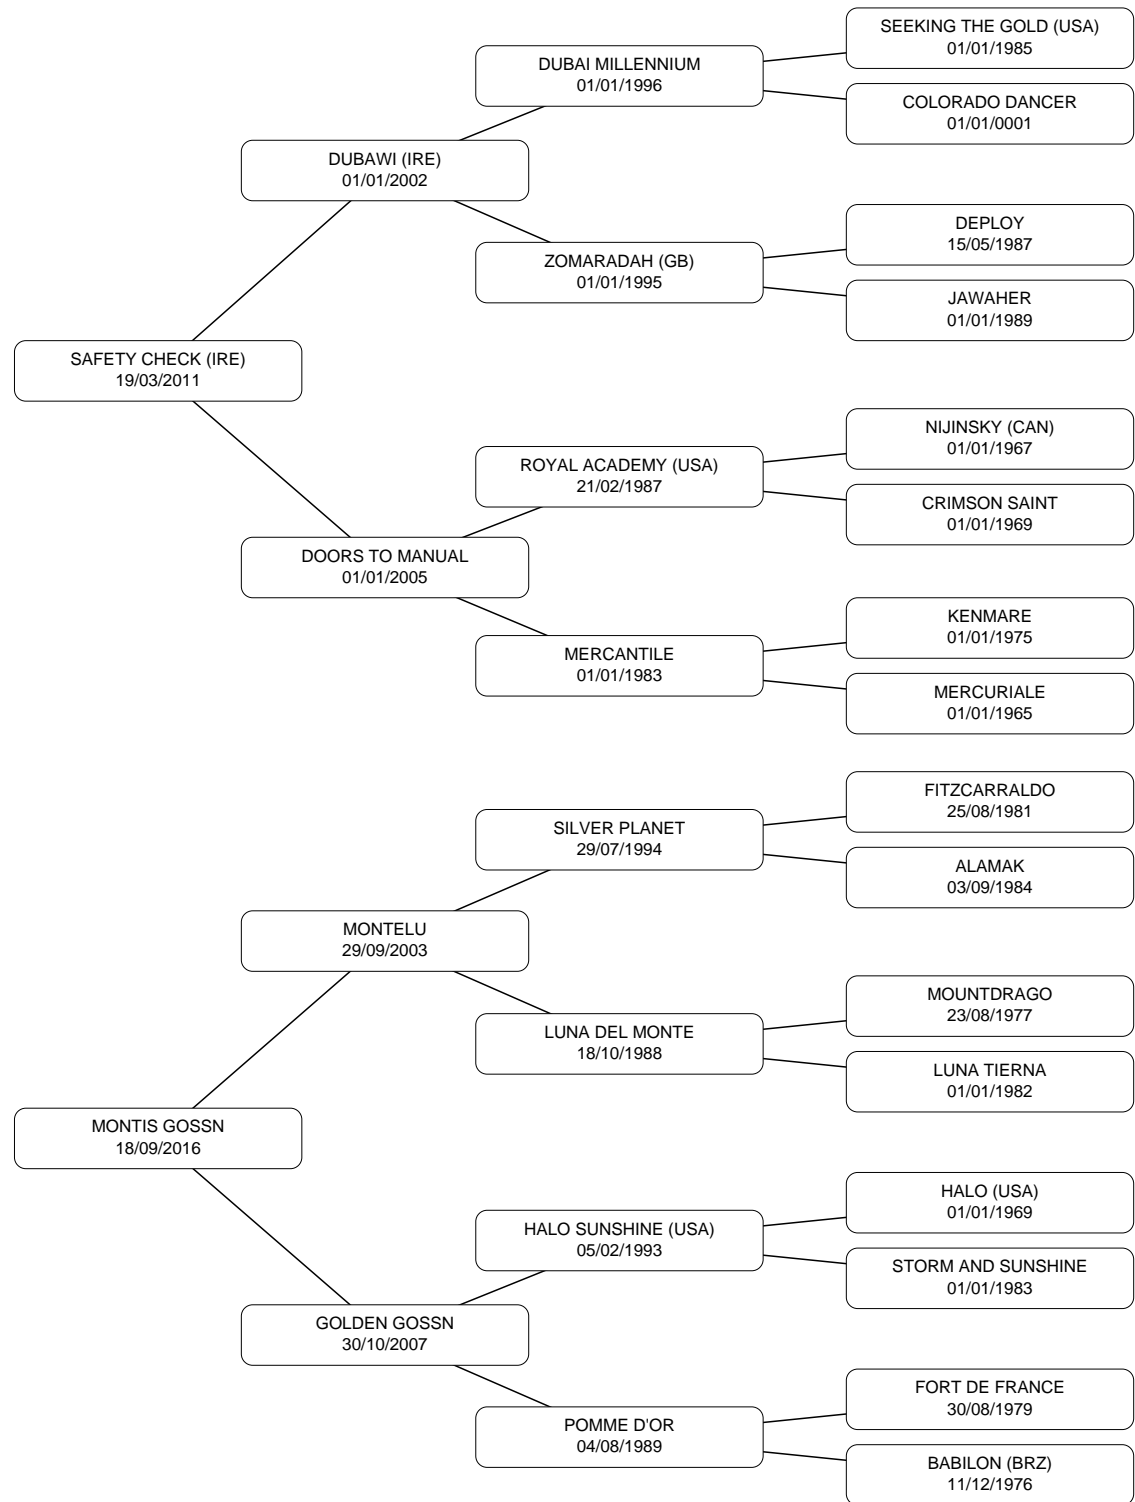 SEEKING THE GOLD (USA)
01/01/1985
DUBAI MILLENNIUM
01/01/1996
COLORADO DANCER
01/01/0001
DUBAWI (IRE)
01/01/2002
DEPLOY
15/05/1987
ZOMARADAH (GB)
01/01/1995
JAWAHER
01/01/1989
SAFETY CHECK (IRE)
19/03/2011
NIJINSKY (CAN)
01/01/1967
ROYAL ACADEMY (USA)
21/02/1987
CRIMSON SAINT
01/01/1969
DOORS TO MANUAL
01/01/2005
KENMARE
01/01/1975
MERCANTILE
01/01/1983
MERCURIALE
01/01/1965
FITZCARRALDO
25/08/1981
SILVER PLANET
29/07/1994
ALAMAK
03/09/1984
MONTELU
29/09/2003
MOUNTDRAGO
23/08/1977
LUNA DEL MONTE
18/10/1988
LUNA TIERNA
01/01/1982
MONTIS GOSSN
18/09/2016
HALO (USA)
01/01/1969
HALO SUNSHINE (USA)
05/02/1993
STORM AND SUNSHINE
01/01/1983
GOLDEN GOSSN
30/10/2007
FORT DE FRANCE
30/08/1979
POMME D'OR
04/08/1989
BABILON (BRZ)
11/12/1976